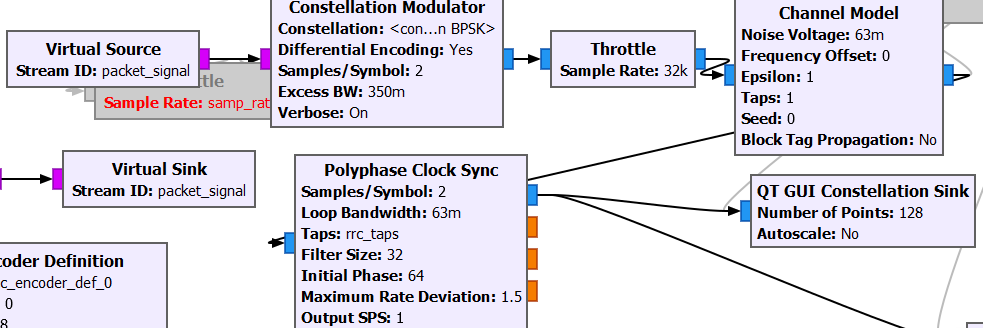 Constellation Modulator
Constellation: <con...n BPSK>
Differential Encoding: Yes
Samples/Symbol: 2
Excess BW: 350m
Verbose: On
Virtual Source
Stream ID: packet_signal
tle
Sample Rate: samp_rat
Throttle
Sample Rate: 32k
Channel Model
Noise Voltage: 63m
Frequency Offset: 0
Epsilon: 1
Taps: 1
Seed: 0
Block Tag Propagation: No
Virtual Sink
Stream ID: packet_signal
Polyphase Clock Sync
Samples/Symbol: 2
Loop Bandwidth: 63m
Taps: rrc_taps
Filter Size: 32
Initial Phase: 64
Maximum Rate Deviation: 1.5
Output SPS: 1
QT GUI Constellation Sink
Number of Points: 128
Autoscale: No
coder Definition
c_encoder_def_0
0
8